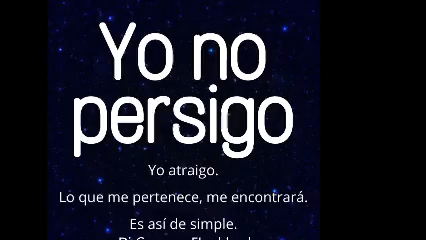 Yo no
persigo
Yo atraigo.
Lo que me pertenece, me encontrará.
Es así de simple.